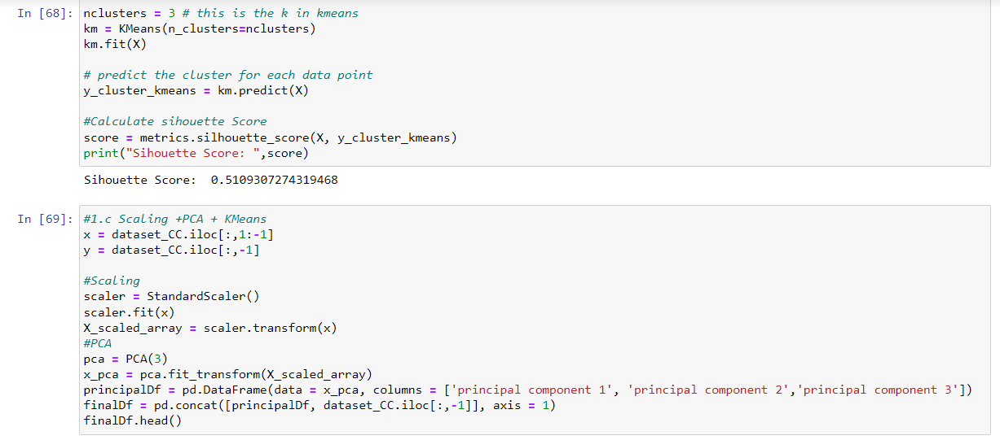 In [68]: nclusters = 3 # this is the k in kmeans
km = KMeans(n_clusters=nclusters)
km.fit(X)
# predict the cluster for each data point
y_cluster_kmeans = km.predict(X)
#Calculate sihouette Score
score = metrics.silhouette_score(X, y_cluster_kmeans)
print("Sihouette Score: ",score)
Sihouette Score:  0.5109307274319468
In [69]: #1.c Scaling +PCA + KMeans
x = dataset_CC.iloc[:,1:-1]
y = dataset_CC.iloc[:,-1]
#Scaling
scaler = StandardScaler()
scaler.fit(x)
X_scaled_array = scaler.transform(x)
#PCA
pca = PCA(3)
x_pca = pca.fit_transform(X_scaled_array)
principalDf = pd.DataFrame(data = x_pca, columns = ['principal component 1', 'principal component 2','principal component 3'])
finalDf = pd.concat([principalDf, dataset_CC.iloc[:,-1]], axis = 1)
finalDf.head()